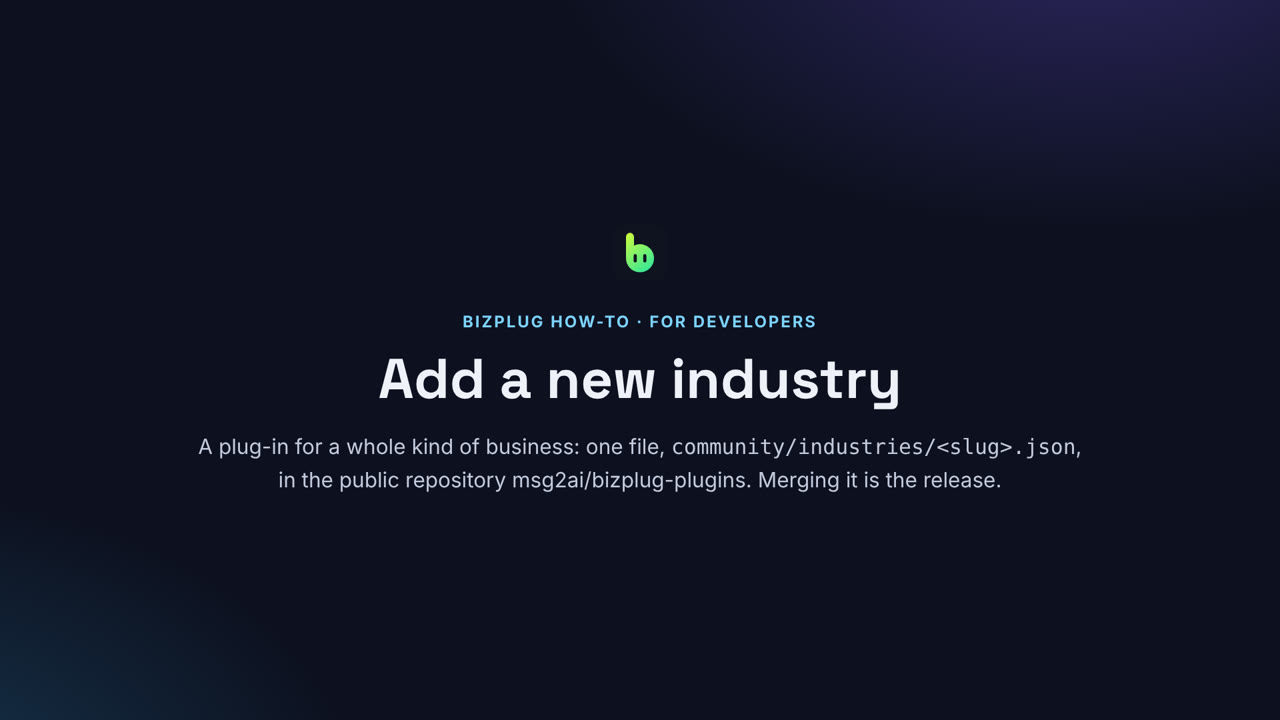 BIZPLUG HOW-TO · FOR DEVELOPERS
Add a new industry
A plug-in for a whole kind of business: one file, community/industries/<slug>.json,
in the public repository msg2ai/bizplug-plugins. Merging it is the release.